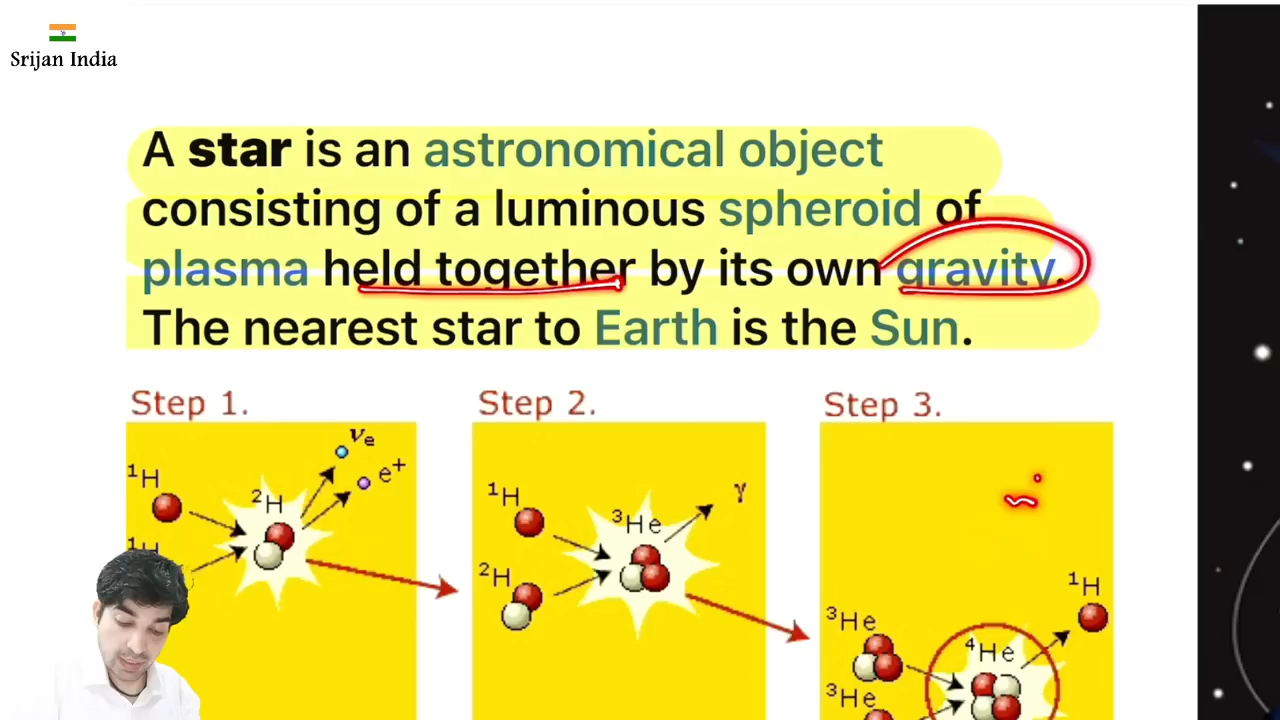 Srijan India
A star is an astronomical object
consisting of a luminous spheroid of
plasma held together by its own gravity.
The nearest star to Earth is the Sun.
Step 1.
Step 2.
Step 3.
νe
e+
¹H
²H
¹H
¹H
³He
γ
²H
¹H
³He
⁴He
³He